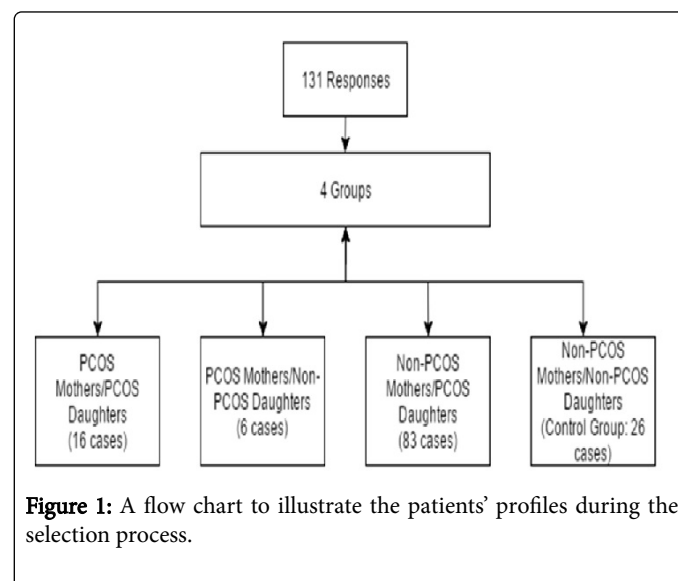 131 Responses
4 Groups
PCOS
Mothers/PCOS
Daughters
(16 cases)
PCOS Mothers/Non-
PCOS Daughters
(6 cases)
Non-PCOS
Mothers/PCOS
Daughters
(83 cases)
Non-PCOS
Mothers/Non-PCOS
Daughters
(Control Group: 26
cases)
Figure 1: A flow chart to illustrate the patients’ profiles during the
selection process.